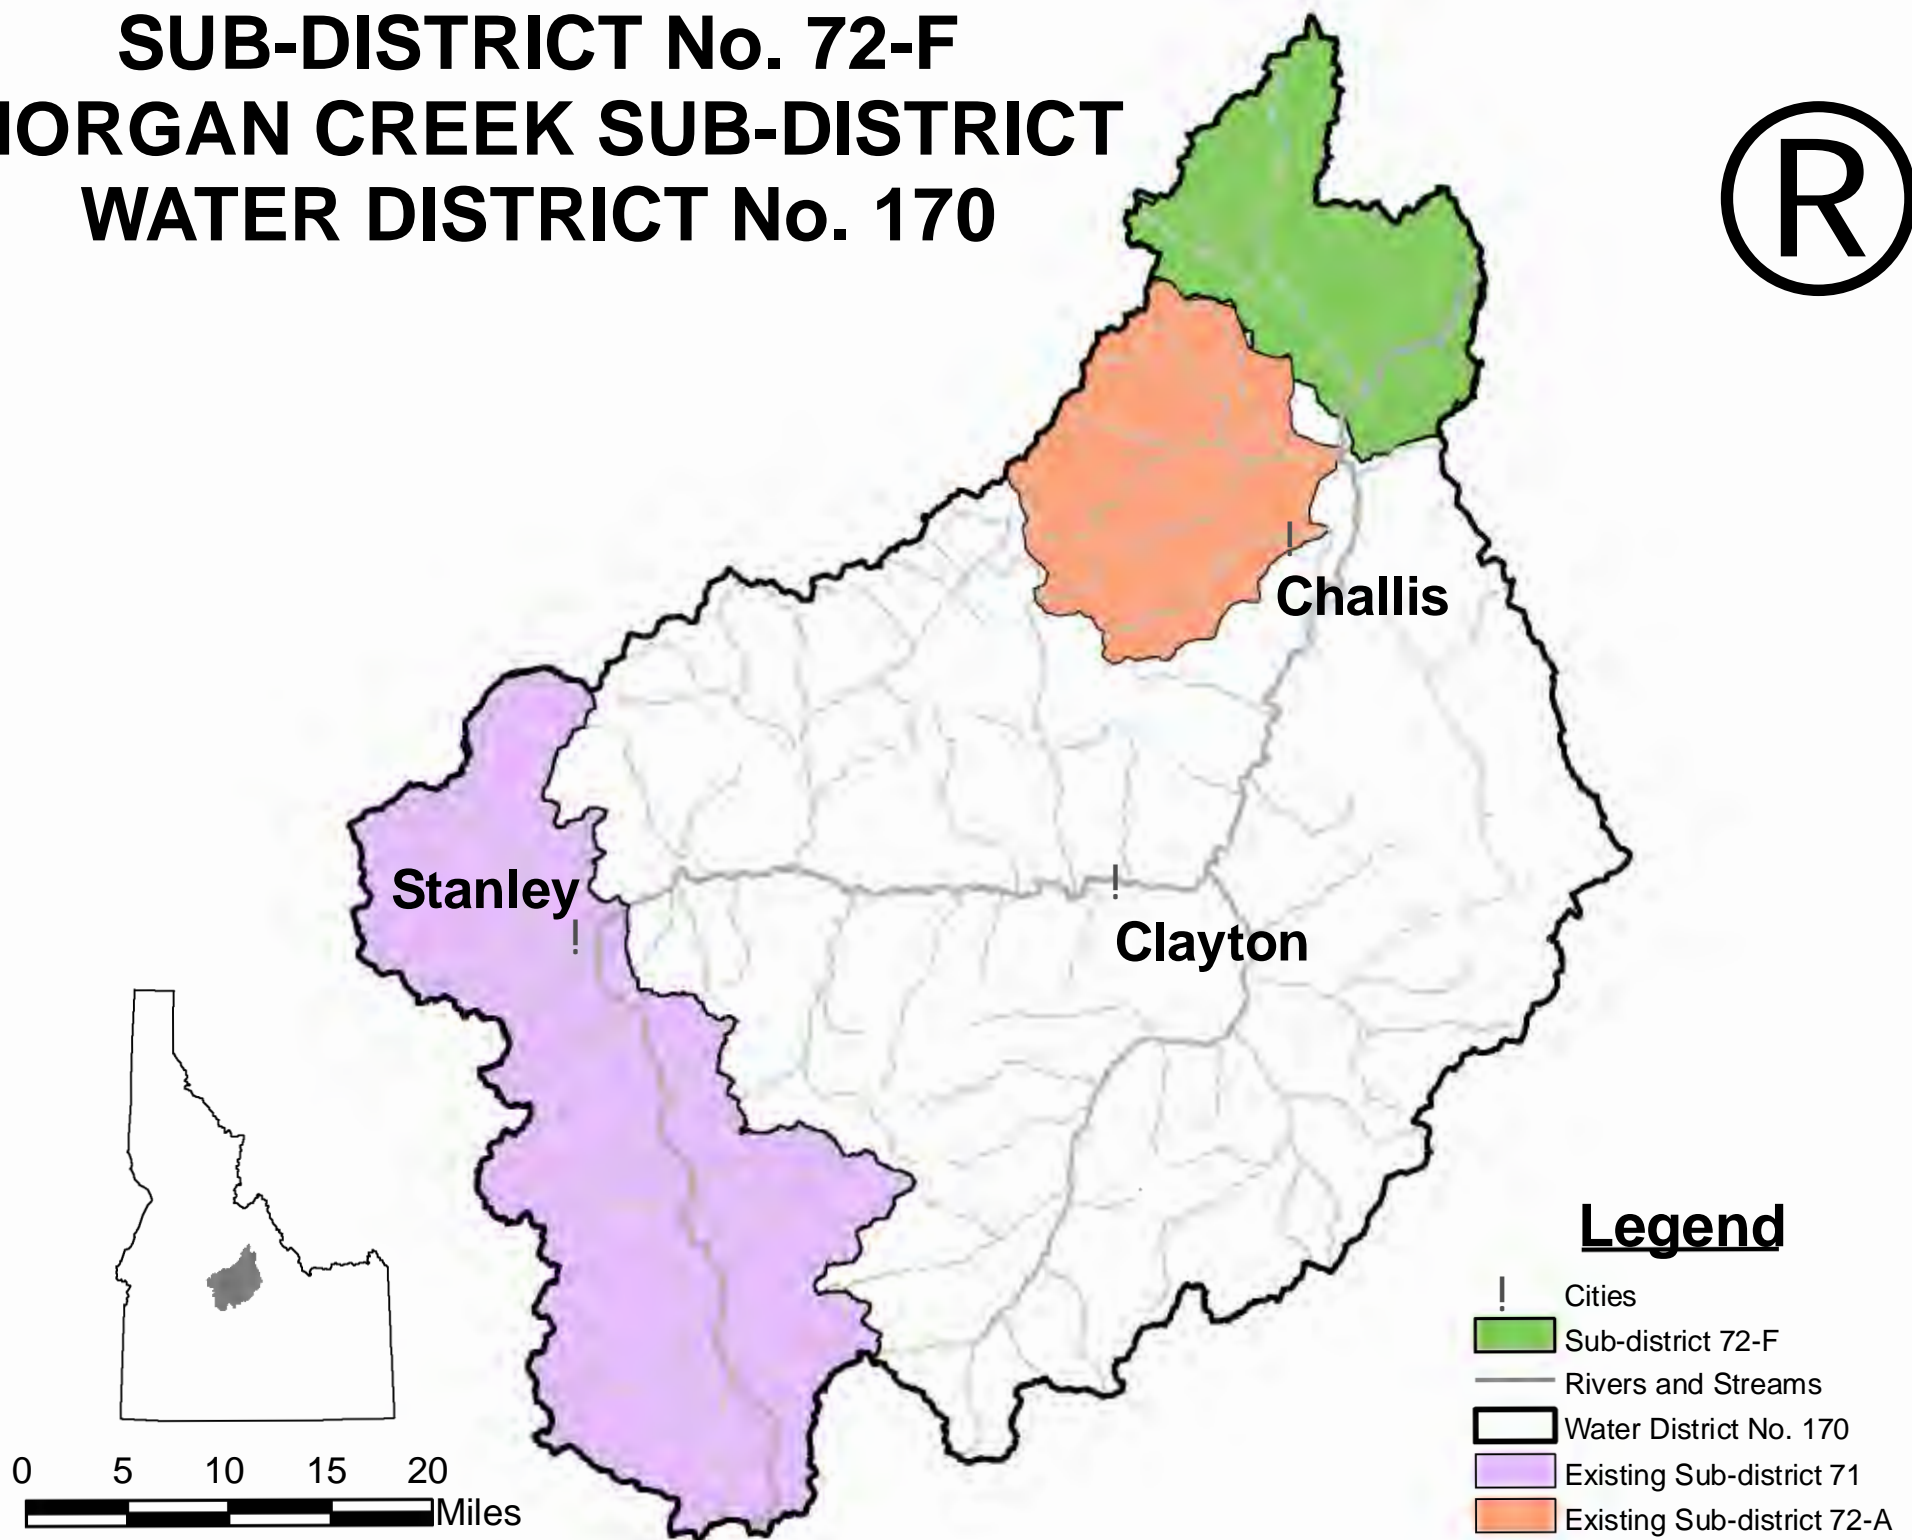 SUB-DISTRICT No. 72-F
ORGAN CREEK SUB-DISTRICT
WATER DISTRICT No. 170
R
Challis
Stanley
!
!
!
Clayton
Legend
! Cities
Sub-district 72-F
Rivers and Streams
Water District No. 170
Existing Sub-district 71
Existing Sub-district 72-A
0 5 10 15 20
Miles